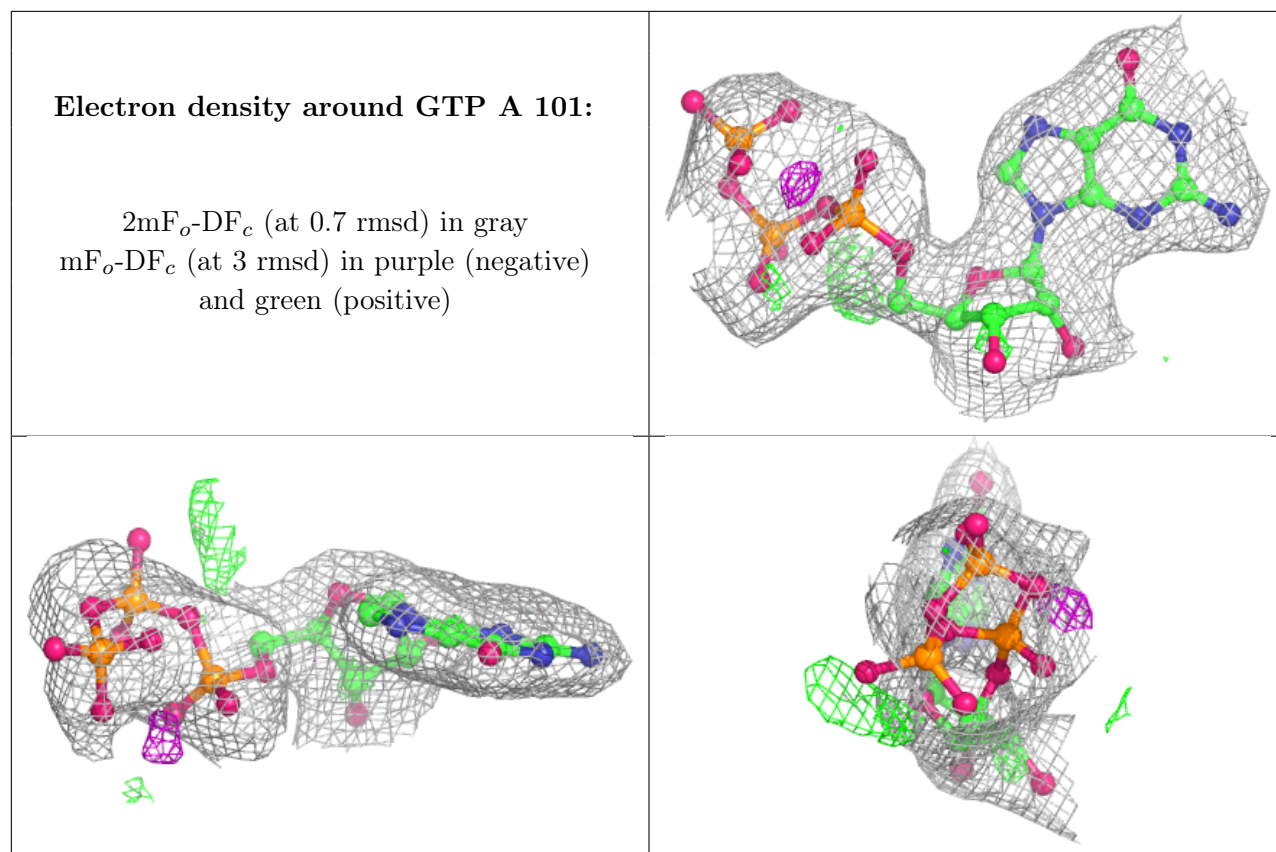 Electron density around GTP A 101:
2mFo-DFc (at 0.7 rmsd) in gray
mFo-DFc (at 3 rmsd) in purple (negative)
and green (positive)